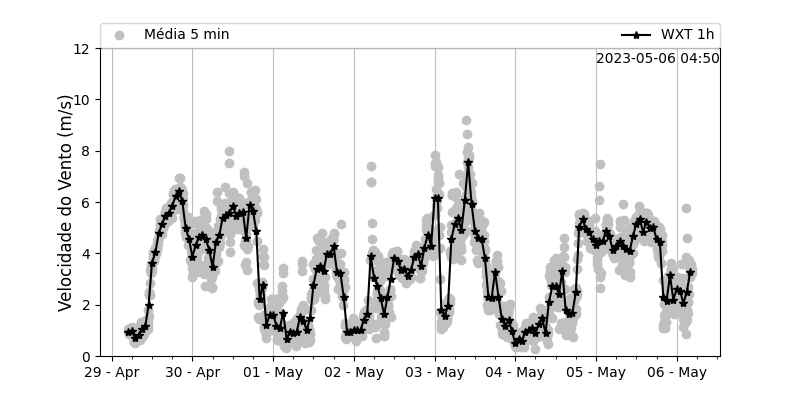 Média 5 min
WXT 1h
2023-05-06 04:50
Velocidade do Vento (m/s)
12
10
8
6
4
2
0
29 - Apr
30 - Apr
01 - May
02 - May
03 - May
04 - May
05 - May
06 - May